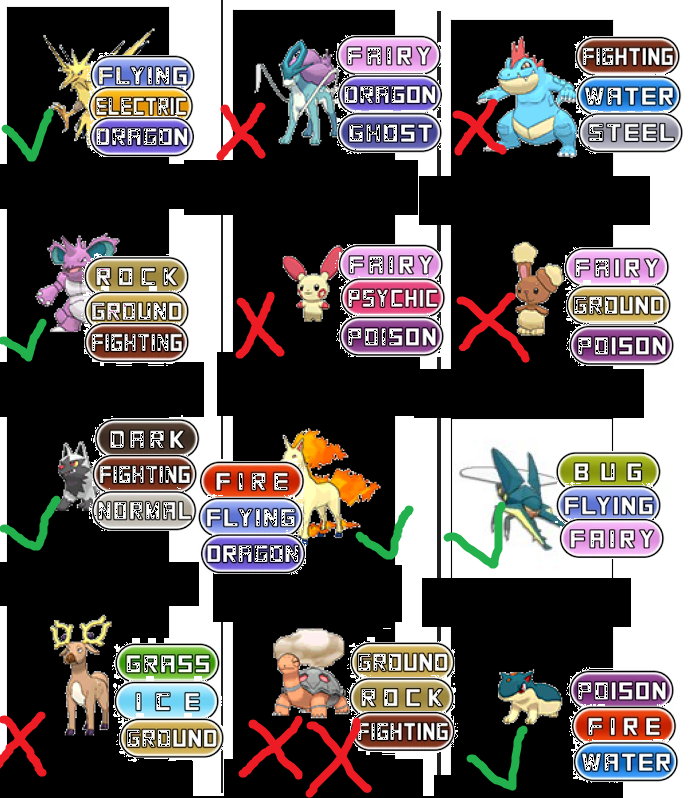 FLYING
ELECTRIC
DRAGON
FAIRY
DRAGON
GHOST
FIGHTING
WATER
STEEL
ROCK
GROUND
FIGHTING
FAIRY
PSYCHIC
POISON
FAIRY
GROUND
POISON
DARK
FIGHTING
NORMAL
FIRE
FLYING
DRAGON
BUG
FLYING
FAIRY
GRASS
ICE
GROUND
GROUND
ROCK
FIGHTING
POISON
FIRE
WATER